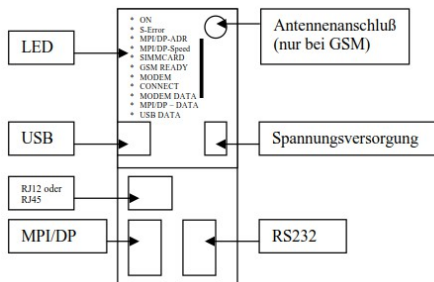 ON
S-Error
MPI/DP-ADR
MPI/DP-Speed
SIMMCARD
GSM READY
MODEM
CONNECT
MODEM DATA
MPI/DP – DATA
USB DATA
Antennenanschluß
(nur bei GSM)
LED
USB
Spannungsversorgung
RJ12 oder
RJ45
MPI/DP
RS232